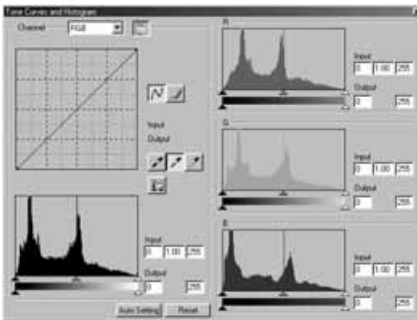 Tone Curves and Histogram
Channel RGB
Input
Output
Input
0 1.00 255
Output
0 255
Auto Setting Reset
R
Input
0 1.00 255
Output
0 255
G
Input
0 1.00 255
Output
0 255
B
Input
0 1.00 255
Output
0 255